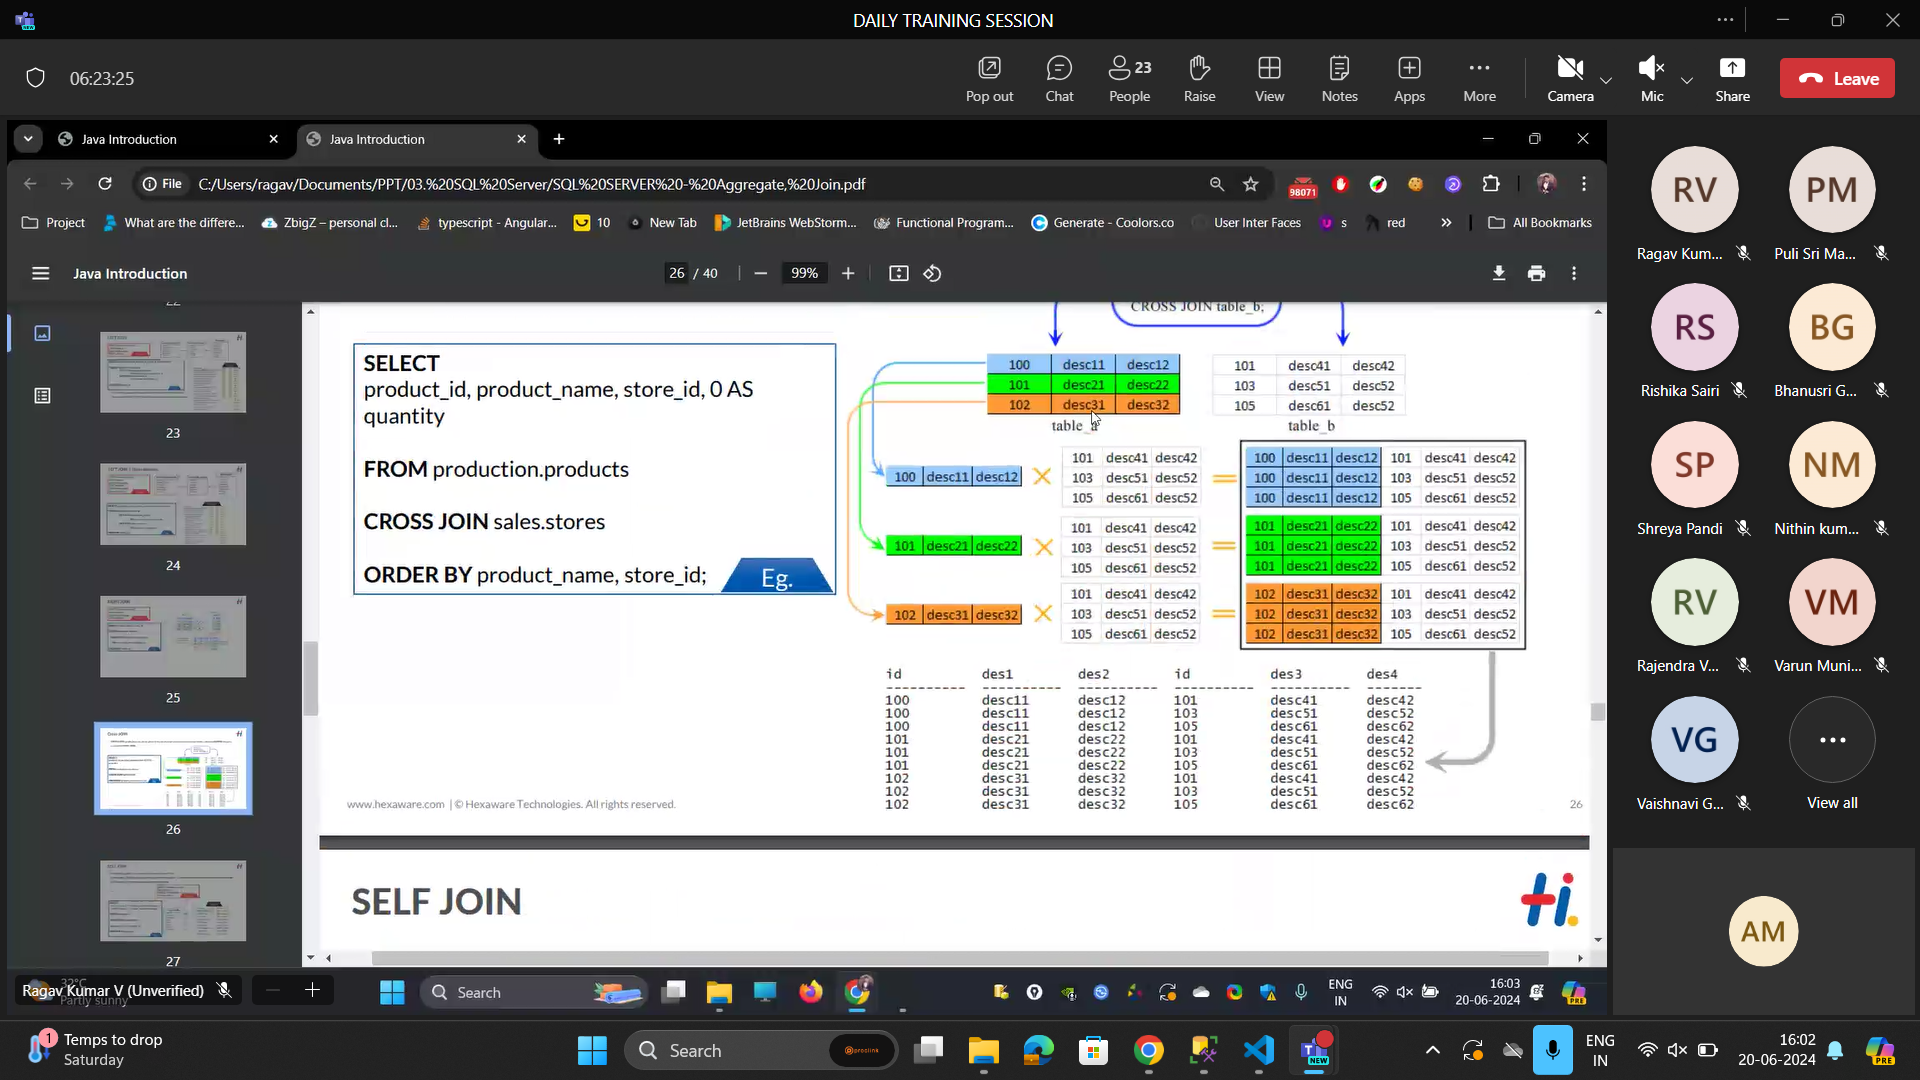 DAILY TRAINING SESSION
06:23:25
Pop out
Chat
23
People
Raise
View
Notes
Apps
More
Camera
Mic
Share
Leave
Java Introduction
Java Introduction
File
C:/Users/ragav/Documents/PPT/03.%20SQL%20Server/SQL%20SERVER%20-%20Aggregate,%20Join.pdf
98071
Project
What are the differe...
ZbigZ – personal cl...
typescript - Angular...
10
New Tab
JetBrains WebStorm...
Functional Program...
Generate - Coolors.co
User Inter Faces
s
red
All Bookmarks
Java Introduction
26 / 40
99%
23
24
25
26
27
SELECT
product_id, product_name, store_id, 0 AS
quantity
FROM production.products
CROSS JOIN sales.stores
ORDER BY product_name, store_id;
Eg.
CROSS JOIN table_b;
100 desc11 desc12
101 desc21 desc22
102 desc31 desc32
table_a
101 desc41 desc42
103 desc51 desc52
105 desc61 desc52
table_b
100 desc11 desc12
101 desc41 desc42
103 desc51 desc52
105 desc61 desc52
100 desc11 desc12 101 desc41 desc42
100 desc11 desc12 103 desc51 desc52
100 desc11 desc12 105 desc61 desc52
101 desc21 desc22
101 desc41 desc42
103 desc51 desc52
105 desc61 desc52
101 desc21 desc22 101 desc41 desc42
101 desc21 desc22 103 desc51 desc52
101 desc21 desc22 105 desc61 desc52
102 desc31 desc32
101 desc41 desc42
103 desc51 desc52
105 desc61 desc52
102 desc31 desc32 101 desc41 desc42
102 desc31 desc32 103 desc51 desc52
102 desc31 desc32 105 desc61 desc52
id des1 des2 id des3 des4
100 desc11 desc12 101 desc41 desc42
100 desc11 desc12 103 desc51 desc52
100 desc11 desc12 105 desc61 desc62
101 desc21 desc22 101 desc41 desc42
101 desc21 desc22 103 desc51 desc52
101 desc21 desc22 105 desc61 desc62
102 desc31 desc32 101 desc41 desc42
102 desc31 desc32 103 desc51 desc52
102 desc31 desc32 105 desc61 desc62
www.hexaware.com | © Hexaware Technologies. All rights reserved.
26
SELF JOIN
RV
Ragav Kum...
PM
Puli Sri Ma...
RS
Rishika Sairi
BG
Bhanusri G...
SP
Shreya Pandi
NM
Nithin kum...
RV
Rajendra V...
VM
Varun Muni...
VG
Vaishnavi G...
View all
AM
32°C
Partly sunny
Ragav Kumar V (Unverified)
Search
ENG
IN
16:03
20-06-2024
PRE
1
Temps to drop
Saturday
Search
proclink
NEW
ENG
IN
16:02
20-06-2024
PRE